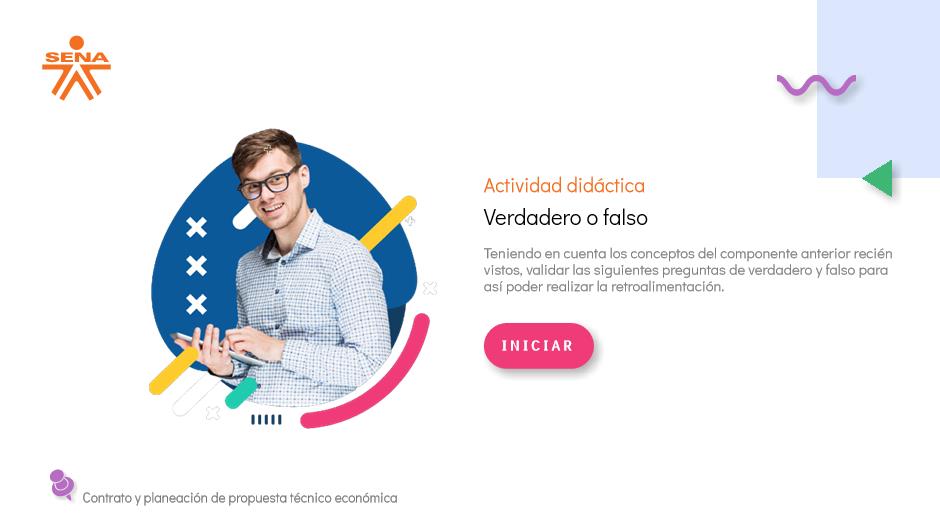 SENA
Actividad didáctica
Verdadero o falso
Teniendo en cuenta los conceptos del componente anterior recién
vistos, validar las siguientes preguntas de verdadero y falso para
así poder realizar la retroalimentación.
INICIAR
Contrato y planeación de propuesta técnico económica